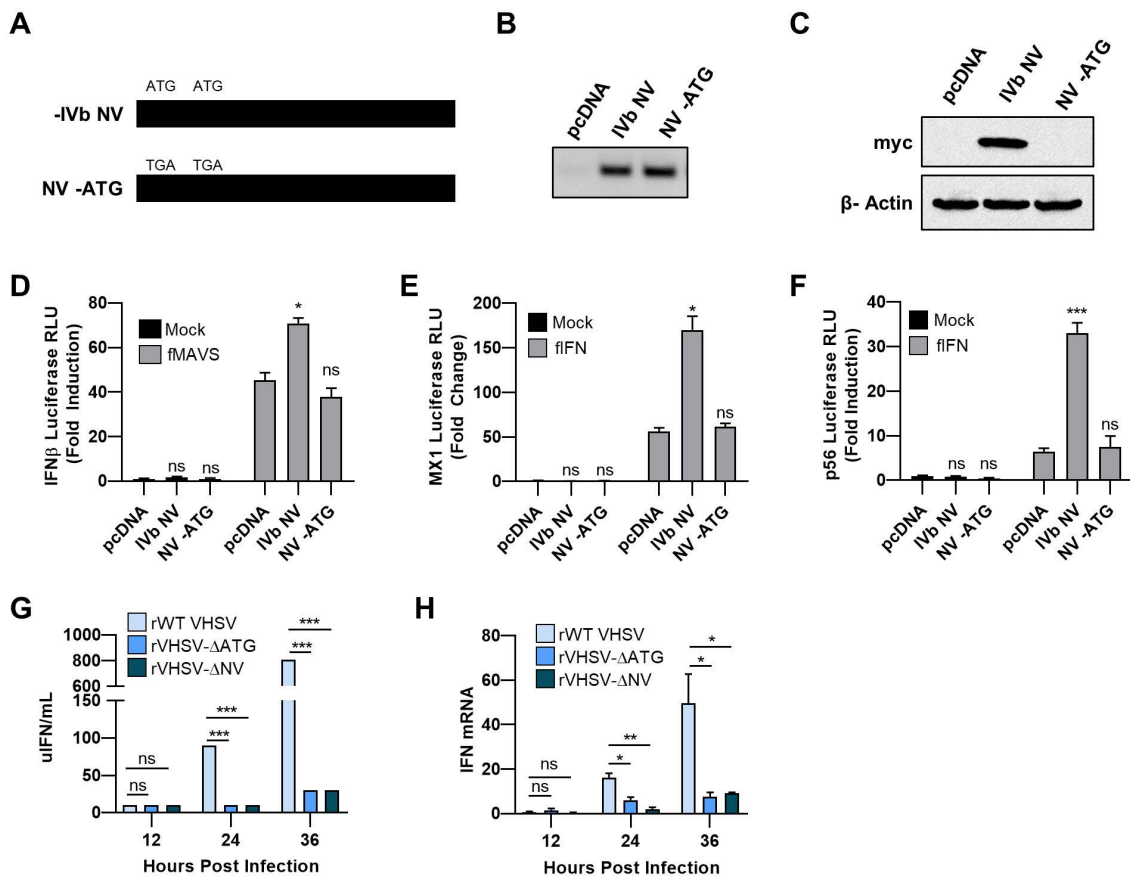 A
ATG ATG
-IVb NV
TGA TGA
NV -ATG
B
pcDNA
IVb NV
NV -ATG
C
pcDNA
IVb NV
NV -ATG
myc
β- Actin
D
IFNβ Luciferase RLU
(Fold Induction)
80
60
40
20
0
Mock
fMAVS
ns ns
*
ns
pcDNA
IVb NV
NV -ATG
pcDNA
IVb NV
NV -ATG
E
MX1 Luciferase RLU
(Fold Change)
200
150
100
50
0
Mock
fIFN
ns ns
*
ns
pcDNA
IVb NV
NV -ATG
pcDNA
IVb NV
NV -ATG
F
p56 Luciferase RLU
(Fold Induction)
40
30
20
10
0
Mock
fIFN
ns ns
***
ns
pcDNA
IVb NV
NV -ATG
pcDNA
IVb NV
NV -ATG
G
rWT VHSV
rVHSV-ΔATG
rVHSV-ΔNV
uIFN/mL
1000
800
600
150
100
50
0
ns
ns
***
***
***
***
12 24 36
Hours Post Infection
H
rWT VHSV
rVHSV-ΔATG
rVHSV-ΔNV
IFN mRNA
80
60
40
20
0
ns
ns
**
*
*
*
12 24 36
Hours Post Infection